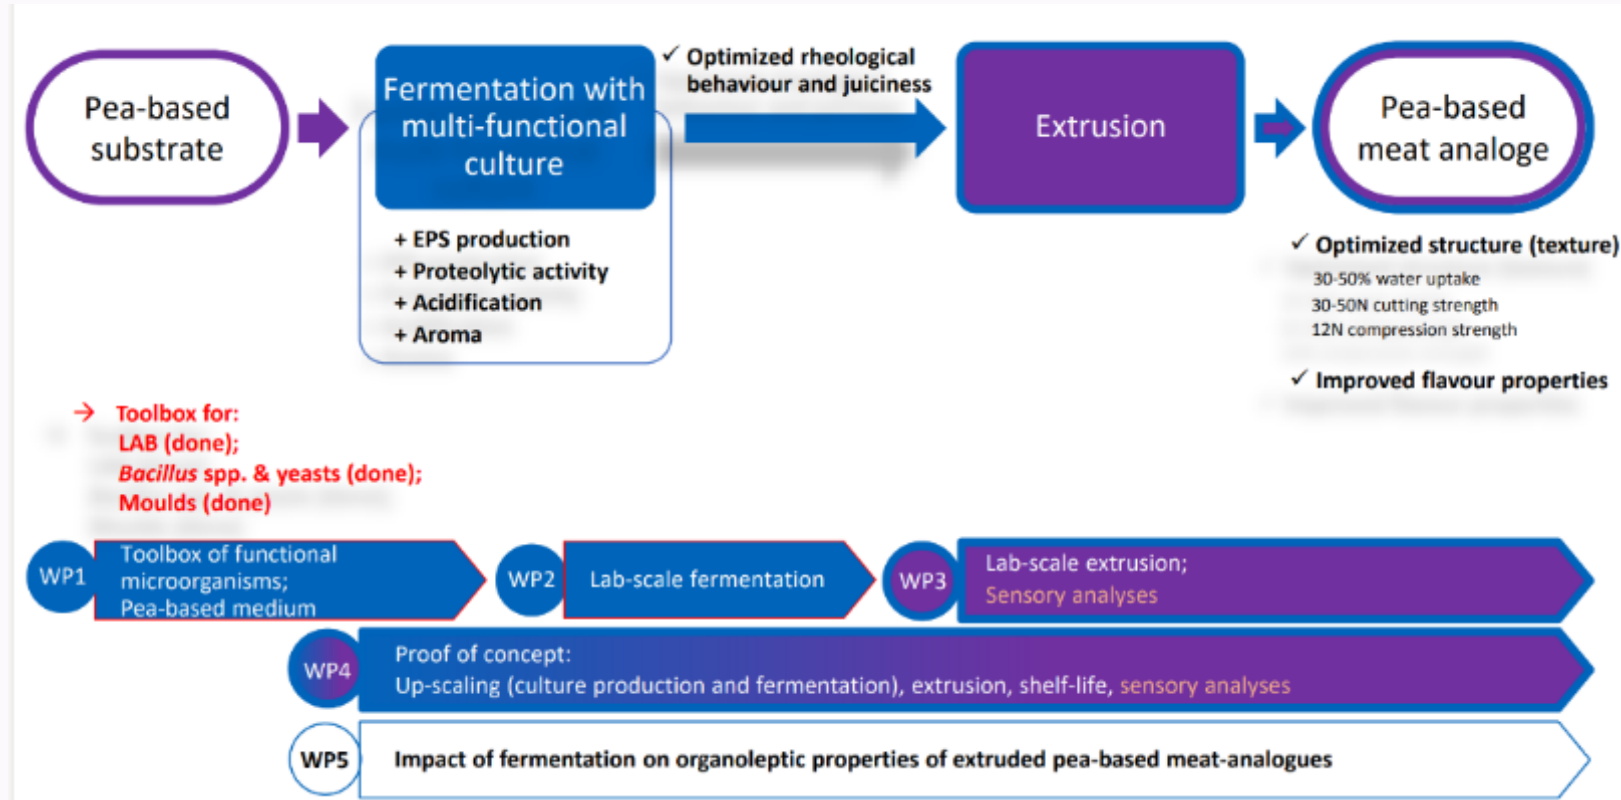 Pea-based
substrate
Fermentation with
multi-functional
culture
+ EPS production
+ Proteolytic activity
+ Acidification
+ Aroma
✓ Optimized rheological
behaviour and juiciness
Extrusion
Pea-based
meat analoge
✓ Optimized structure (texture)
30-50% water uptake
30-50N cutting strength
12N compression strength
✓ Improved flavour properties
→ Toolbox for:
LAB (done);
Bacillus spp. & yeasts (done);
Moulds (done)
WP1
Toolbox of functional
microorganisms;
Pea-based medium
WP2
Lab-scale fermentation
WP3
Lab-scale extrusion;
Sensory analyses
WP4
Proof of concept:
Up-scaling (culture production and fermentation), extrusion, shelf-life, sensory analyses
WP5
Impact of fermentation on organoleptic properties of extruded pea-based meat-analogues